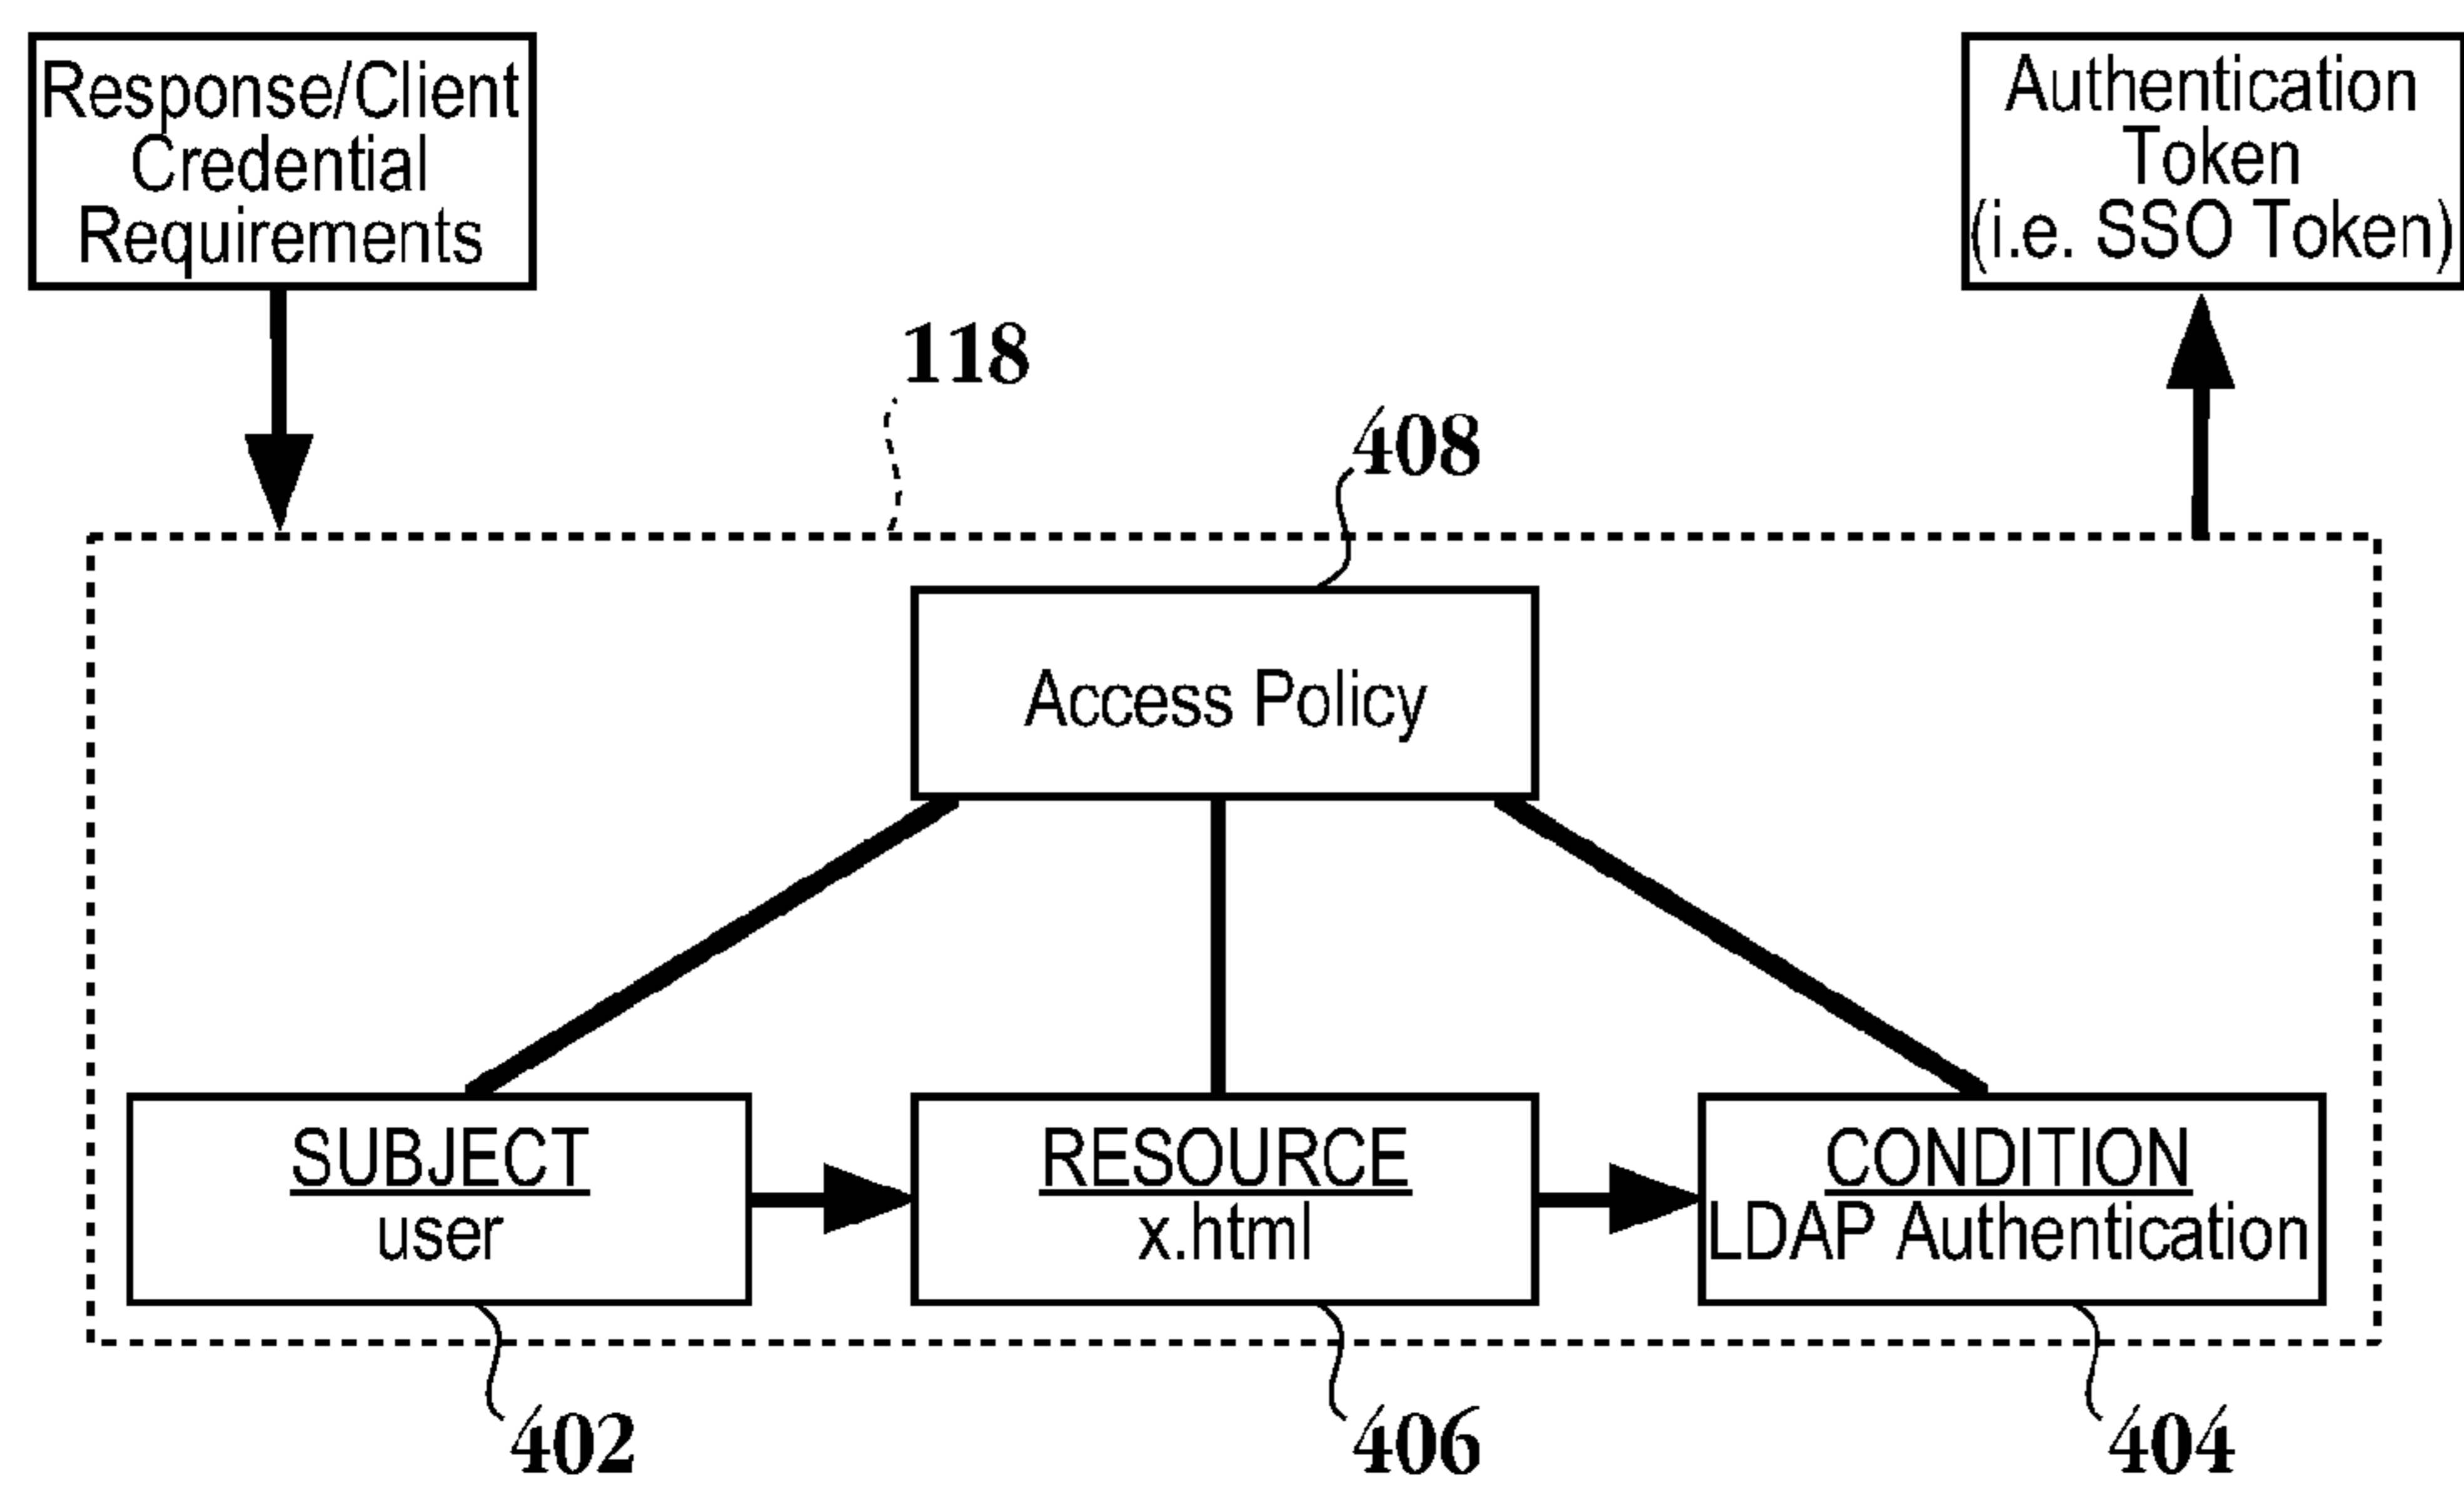 Response/Client
Credential
Requirements
Authentication
Token
(i.e. SSO Token)
118
408
Access Policy
SUBJECT
user
RESOURCE
x.html
CONDITION
LDAP Authentication
402
406
404